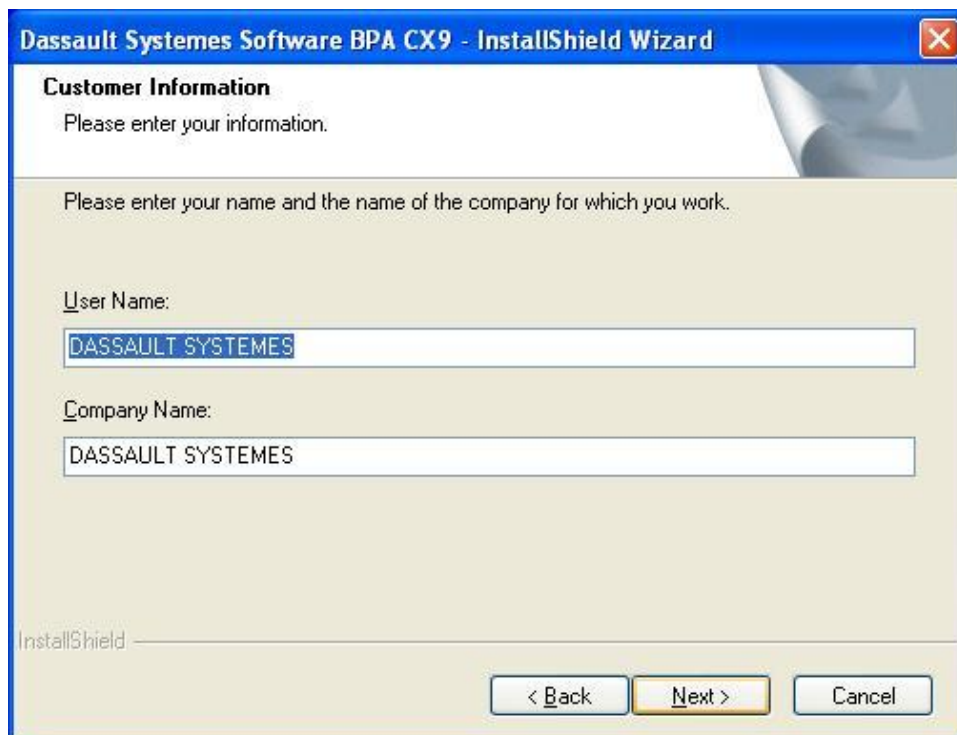 Dassault Systemes Software BPA CX9 - InstallShield Wizard
Customer Information
Please enter your information.
Please enter your name and the name of the company for which you work.
User Name:
DASSAULT SYSTEMES
Company Name:
DASSAULT SYSTEMES
InstallShield
< Back Next > Cancel